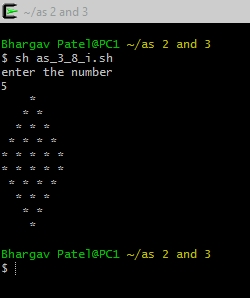 ~/as 2 and 3
Bhargav Patel@PC1 ~/as 2 and 3
$ sh as_3_8_i.sh
enter the number
5
    *
   * *
  * * *
 * * * *
* * * * *
* * * * *
 * * * *
  * * *
   * *
    *
Bhargav Patel@PC1 ~/as 2 and 3
$